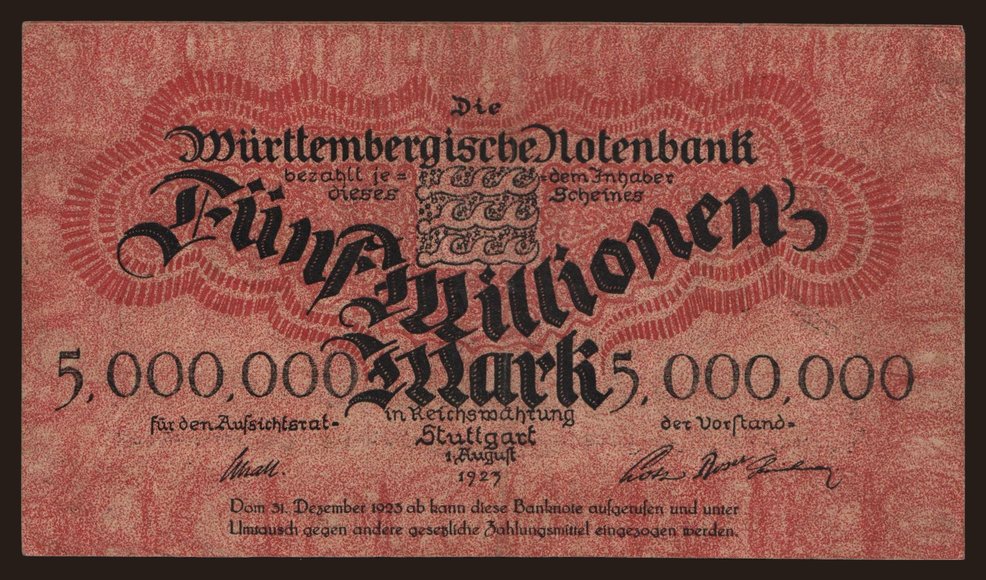 Die
Württembergische Notenbank
bezahlt je= =dem Inhaber
dieses Scheines
Fünf Millionen
Mark
5,000,000 5,000,000
in Reichswährung
für den Aufsichtsrat- der Vorstand=
Stuttgart
1. August
1923
Vom 31. Dezember 1923 ab kann diese Banknote aufgerufen und unter
Umtausch gegen andere gesetzliche Zahlungsmittel eingezogen werden.